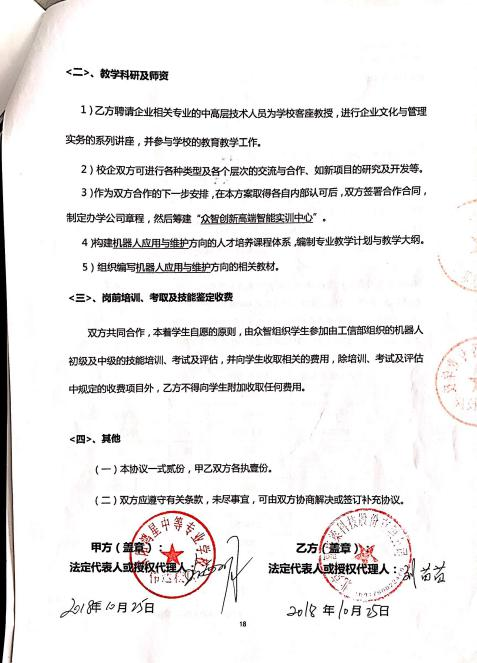 <二>、教学科研及师资
1）乙方聘请企业相关专业的中高层技术人员为学校客座教授，进行企业文化与管理
实务的系列讲座，并参与学校的教育教学工作。
2）校企双方可进行各种类型及各个层次的交流与合作、如新项目的研究及开发等。
3)作为双方合作的下一步安排，在本方案取得各自内部认可后，双方签署合作合同，
制定办学公司章程，然后筹建“众智创新高端智能实训中心”。
4)构建机器人应用与维护方向的人才培养课程体系，编制专业教学计划与教学大纲。
5）组织编写机器人应用与维护方向的相关教材。
<三>、岗前培训、考取及技能鉴定收费
双方共同合作，本着学生自愿的原则，由众智组织学生参加由工信部组织的机器人
初级及中级的技能培训、考试及评估，并向学生收取相关的费用，除培训、考试及评估
中规定的收费项目外，乙方不得向学生附加收取任何费用。
<四>、其他
（一）本协议一式贰份，甲乙双方各执壹份。
（二）双方应遵守有关条款，未尽事宜，可由双方协商解决或签订补充协议。
甲方（盖章）： 乙方（盖章）：
星中等专业学校 科技股份
法定代表人或授权代理人： 法定代表人或授权代理人：刘苗苗
2018年10月25日 2018年10月25日
18